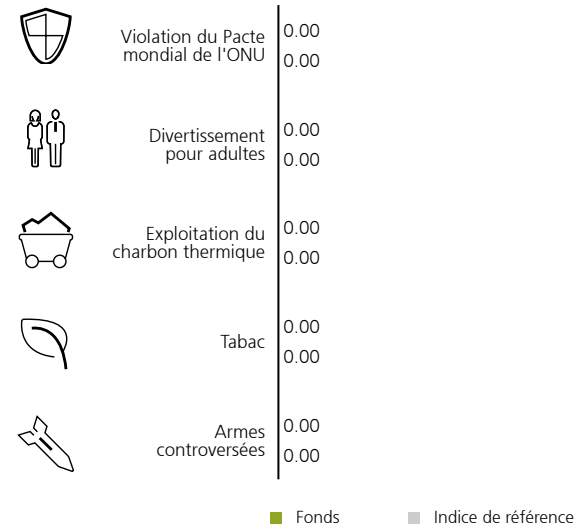 Violation du Pacte
mondial de l'ONU
0.00
0.00
Divertissement
pour adultes
0.00
0.00
Exploitation du
charbon thermique
0.00
0.00
Tabac
0.00
0.00
Armes
controversées
0.00
0.00
Fonds
Indice de référence